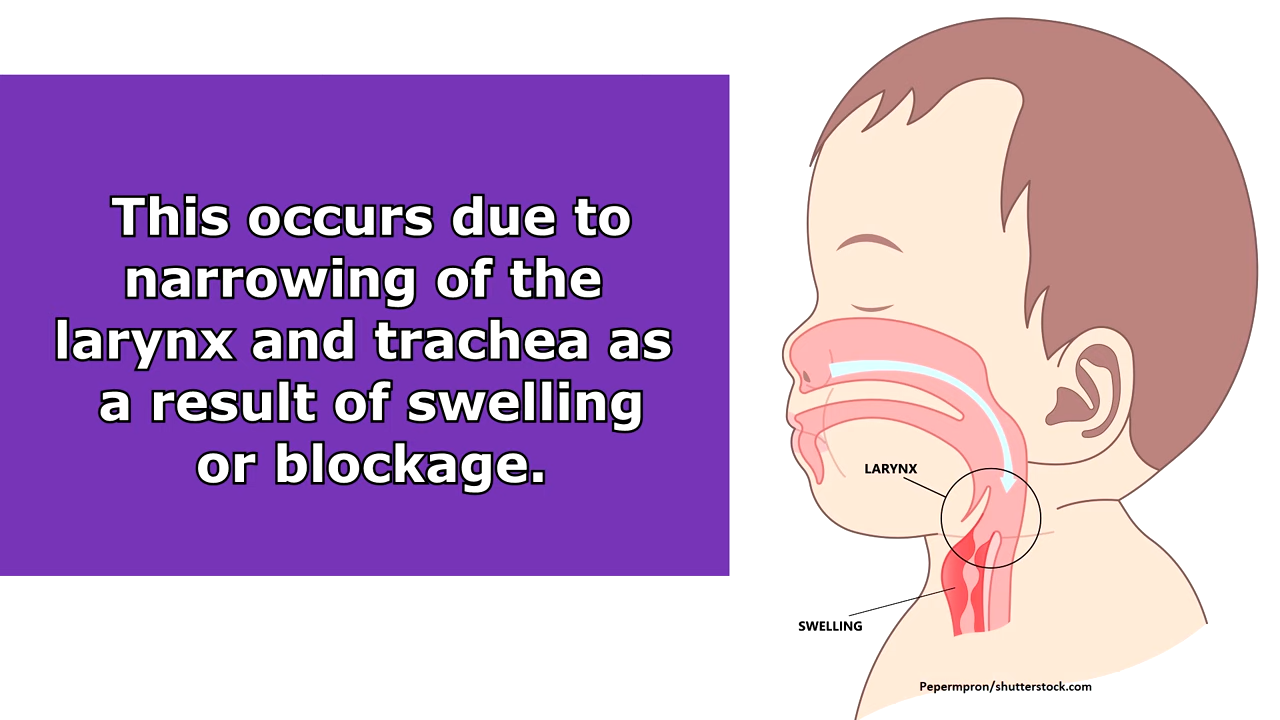 This occurs due to
narrowing of the
larynx and trachea as
a result of swelling
or blockage.
LARYNX
SWELLING
Pepermpron/shutterstock.com